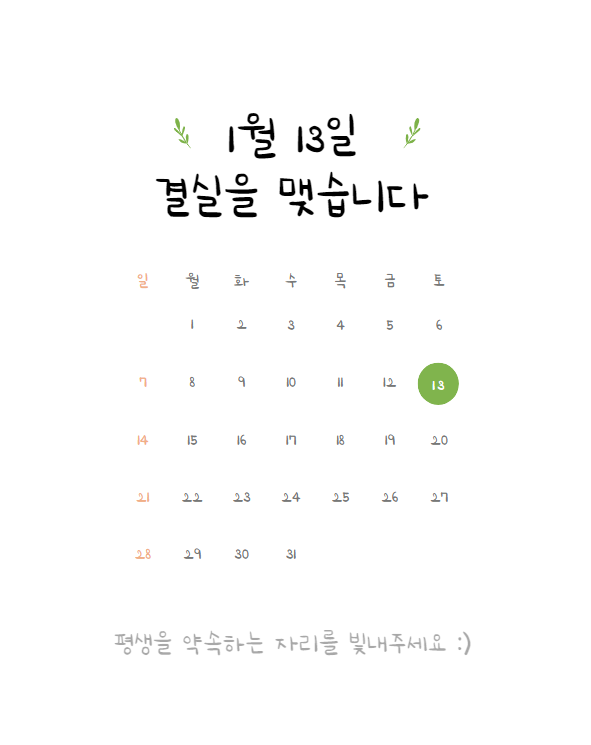 1월 13일
결실을 맺습니다
일 월 화 수 목 금 토
1 2 3 4 5 6
7 8 9 10 11 12 13
14 15 16 17 18 19 20
21 22 23 24 25 26 27
28 29 30 31
평생을 약속하는 자리를 빛내주세요 :)